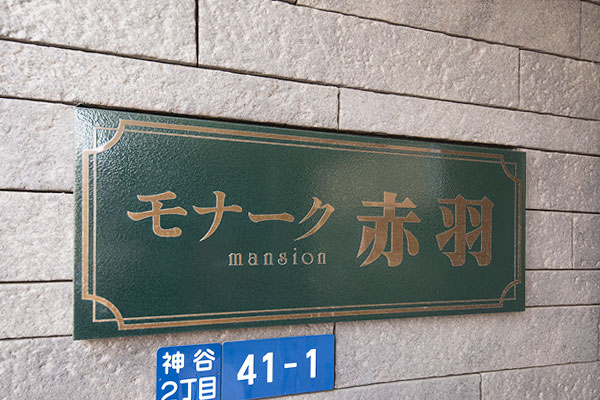 モナーク 赤羽
mansion
神谷
2丁目
41-1